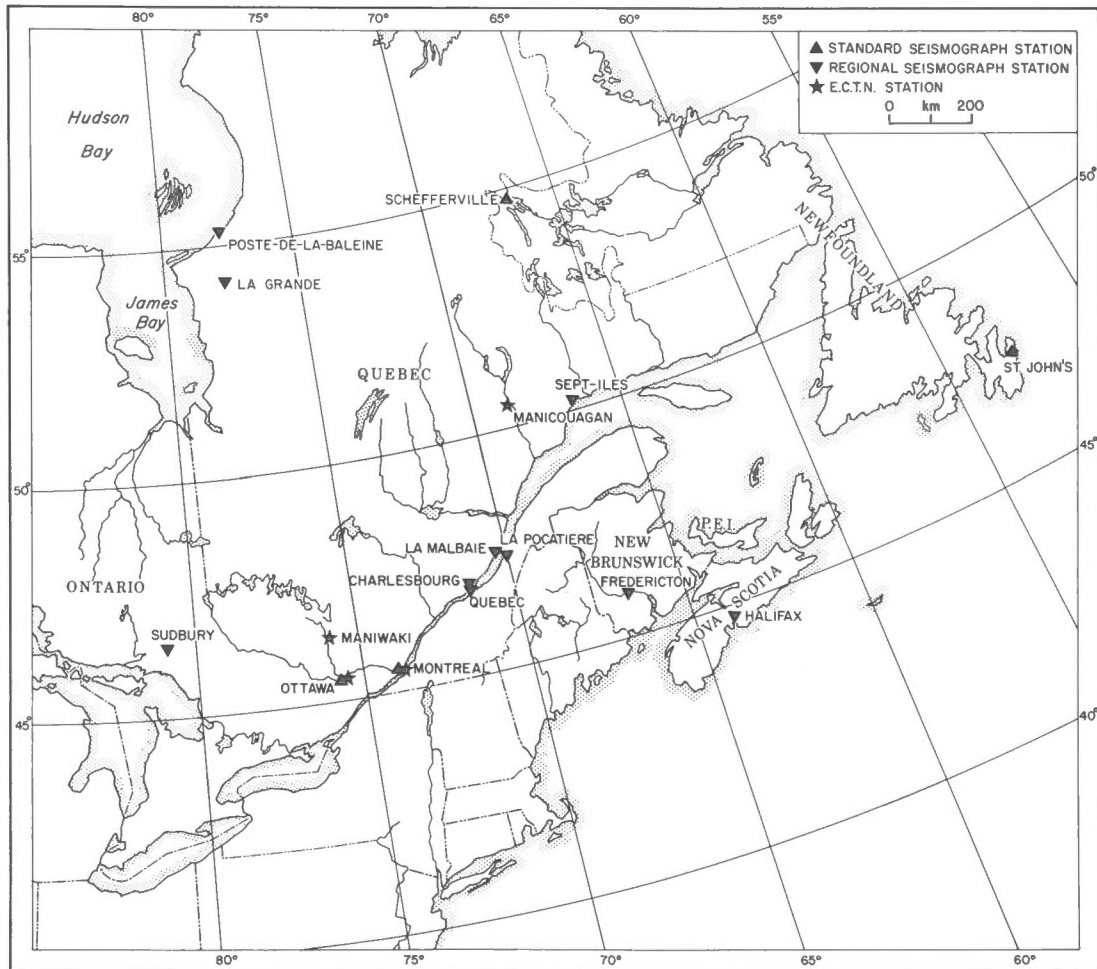 80°
75°
70°
65°
60°
55°
▲ STANDARD SEISMOGRAPH STATION
▼ REGIONAL SEISMOGRAPH STATION
★ E.C.T.N. STATION
0 km 200
Hudson
Bay
50°
SCHEFFERVILLE
NEWFOUNDLAND
POSTE-DE-LA-BALEINE
55°
LA GRANDE
James
Bay
ST JOHN'S
QUEBEC
SEPT-ILES
MANICOUAGAN
45°
50°
P.E.I.
LA POCATIERE
NEW
LA MALBAIE
BRUNSWICK
CHARLESBOURG
FREDERICTON
ONTARIO
QUEBEC
NOVA SCOTIA
HALIFAX
SUDBURY
MANIWAKI
MONTREAL
OTTAWA
45°
40°
80°
75°
70°
65°
60°